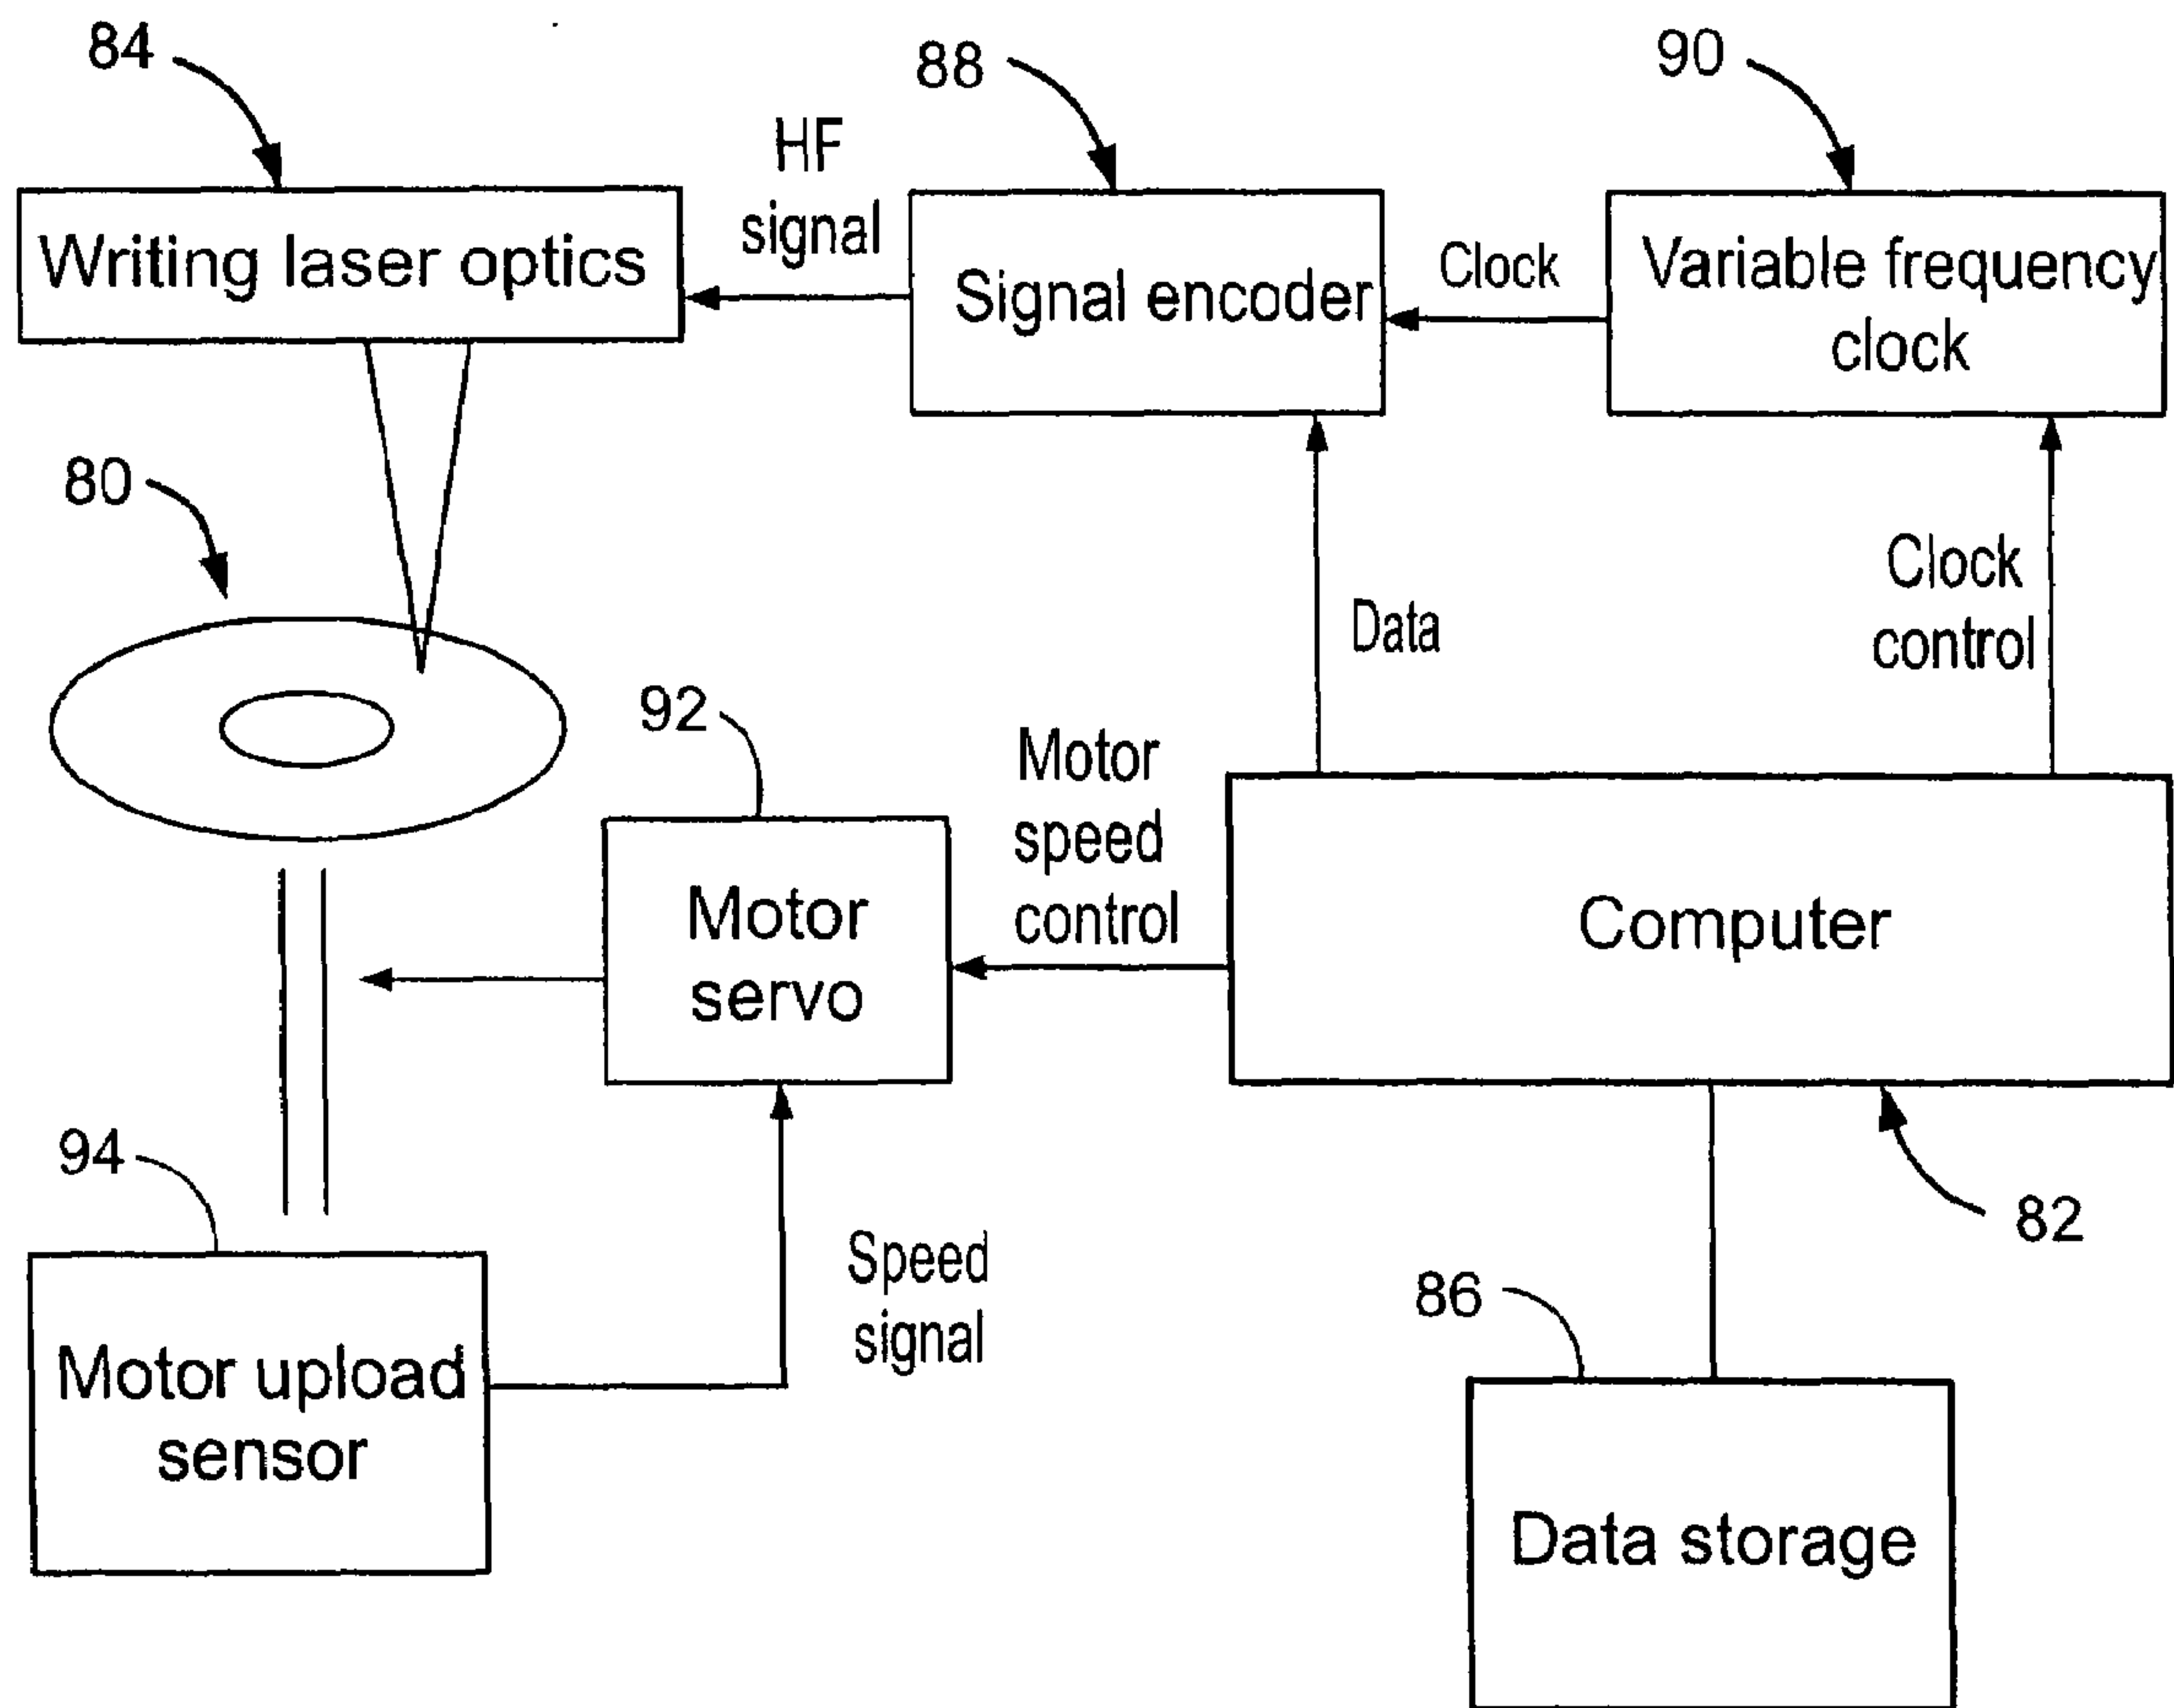 84
88
90
HF
signal
Writing laser optics
Signal encoder
Clock
Variable frequency
clock
80
Data
Clock
control
92
Motor
speed
control
Motor
servo
Computer
94
Speed
signal
82
86
Motor upload
sensor
Data storage